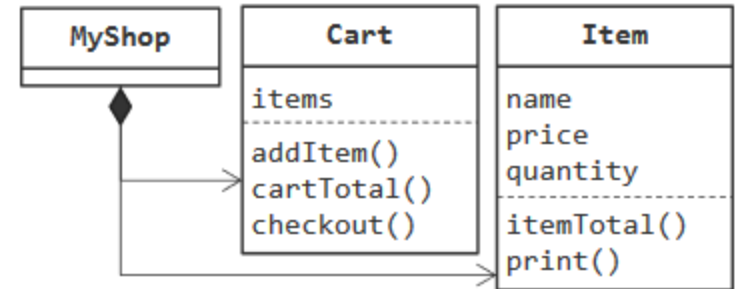 MyShop
Cart
items
addItem()
cartTotal()
checkout()
Item
name
price
quantity
itemTotal()
print()